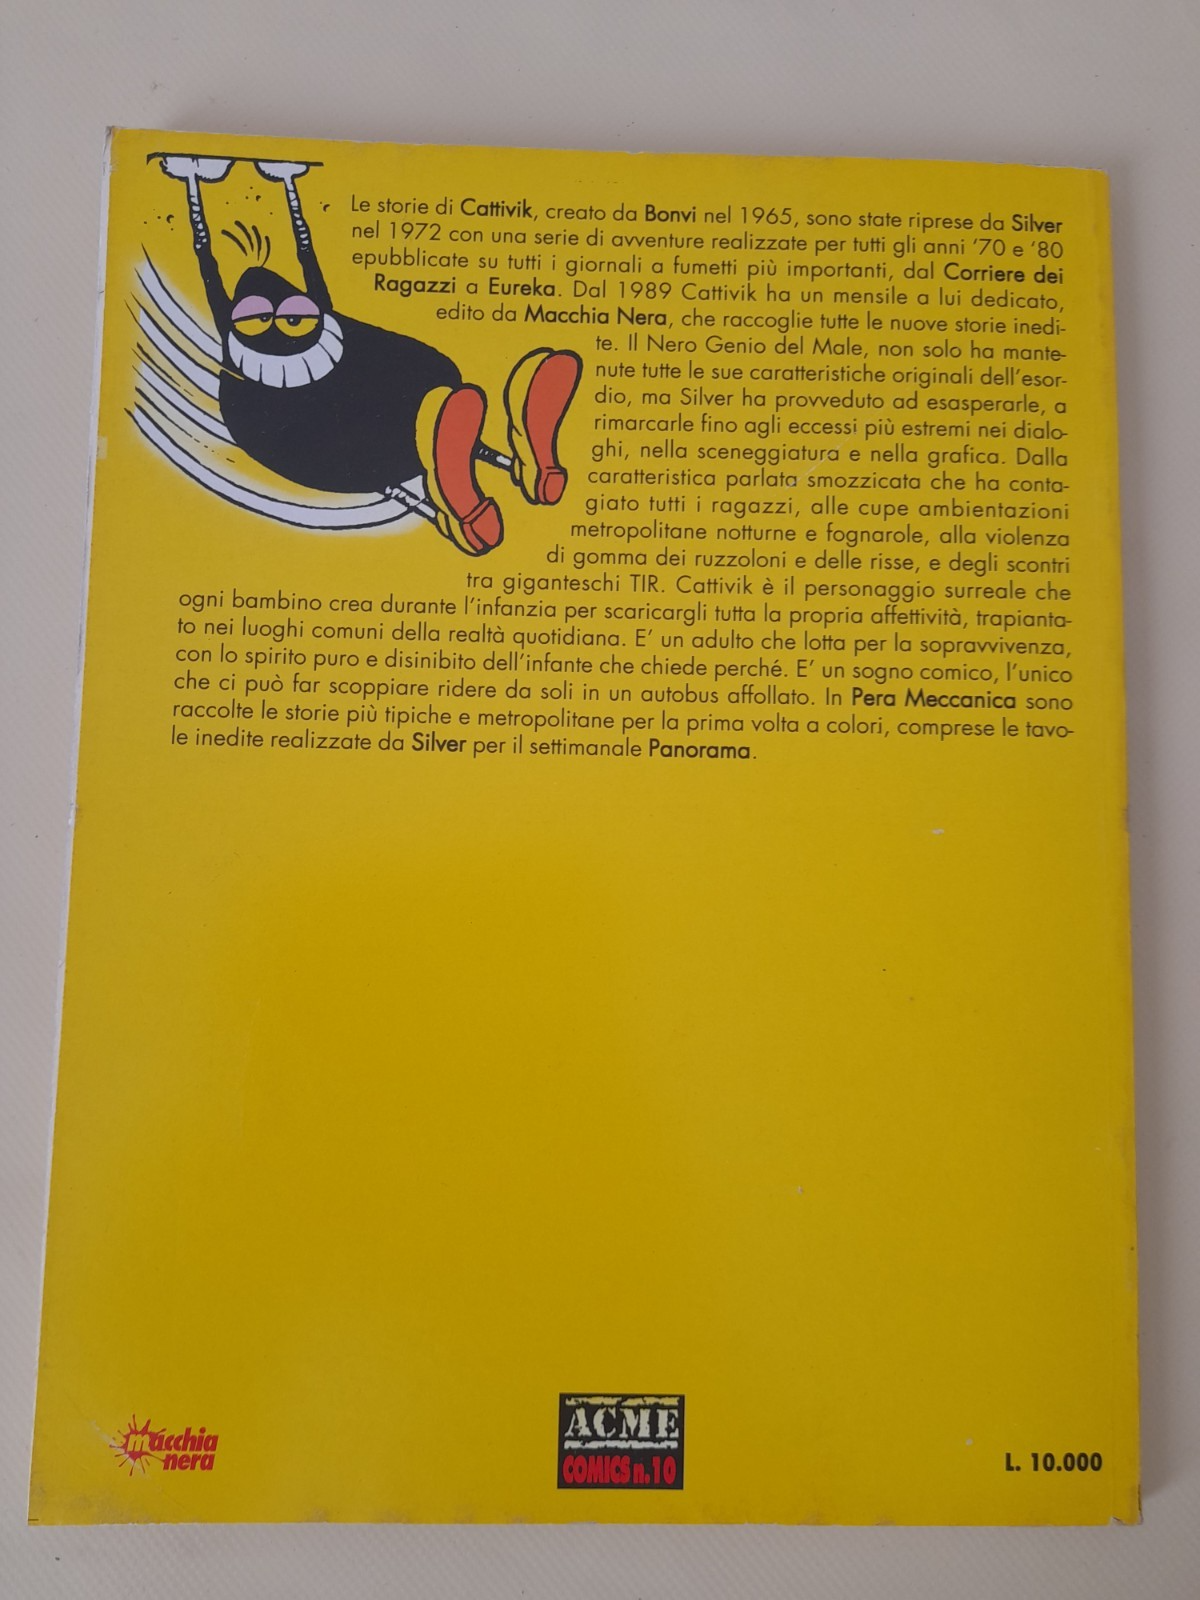 Le storie di Cattivik, creato da Bonvi nel 1965, sono state riprese da Silver
nel 1972 con una serie di avventure realizzate per tutti gli anni '70 e '80
epubblicate su tutti i giornali a fumetti più importanti, dal Corriere dei
Ragazzi a Eureka. Dal 1989 Cattivik ha un mensile a lui dedicato,
edito da Macchia Nera, che raccoglie tutte le nuove storie inedi-
te. Il Nero Genio del Male, non solo ha mante-
nute tutte le sue caratteristiche originali dell'esor-
dio, ma Silver ha provveduto ad esasperarle, a
rimarcarle fino agli eccessi più estremi nei dialo-
ghi, nella sceneggiatura e nella grafica. Dalla
caratteristica parlata smozzicata che ha conta-
giato tutti i ragazzi, alle cupe ambientazioni
metropolitane notturne e fognarole, alla violenza
di gomma dei ruzzoloni e delle risse, e degli scontri
tra giganteschi TIR. Cattivik è il personaggio surreale che
ogni bambino crea durante l'infanzia per scaricargli tutta la propria affettività, trapianta-
to nei luoghi comuni della realtà quotidiana. E' un adulto che lotta per la sopravvivenza,
con lo spirito puro e disinibito dell'infante che chiede perché. E' un sogno comico, l'unico
che ci può far scoppiare ridere da soli in un autobus affollato. In Pera Meccanica sono
raccolte le storie più tipiche e metropolitane per la prima volta a colori, comprese le tavo-
le inedite realizzate da Silver per il settimanale Panorama.
macchia
nera
ACME
COMICS n.10
L. 10.000